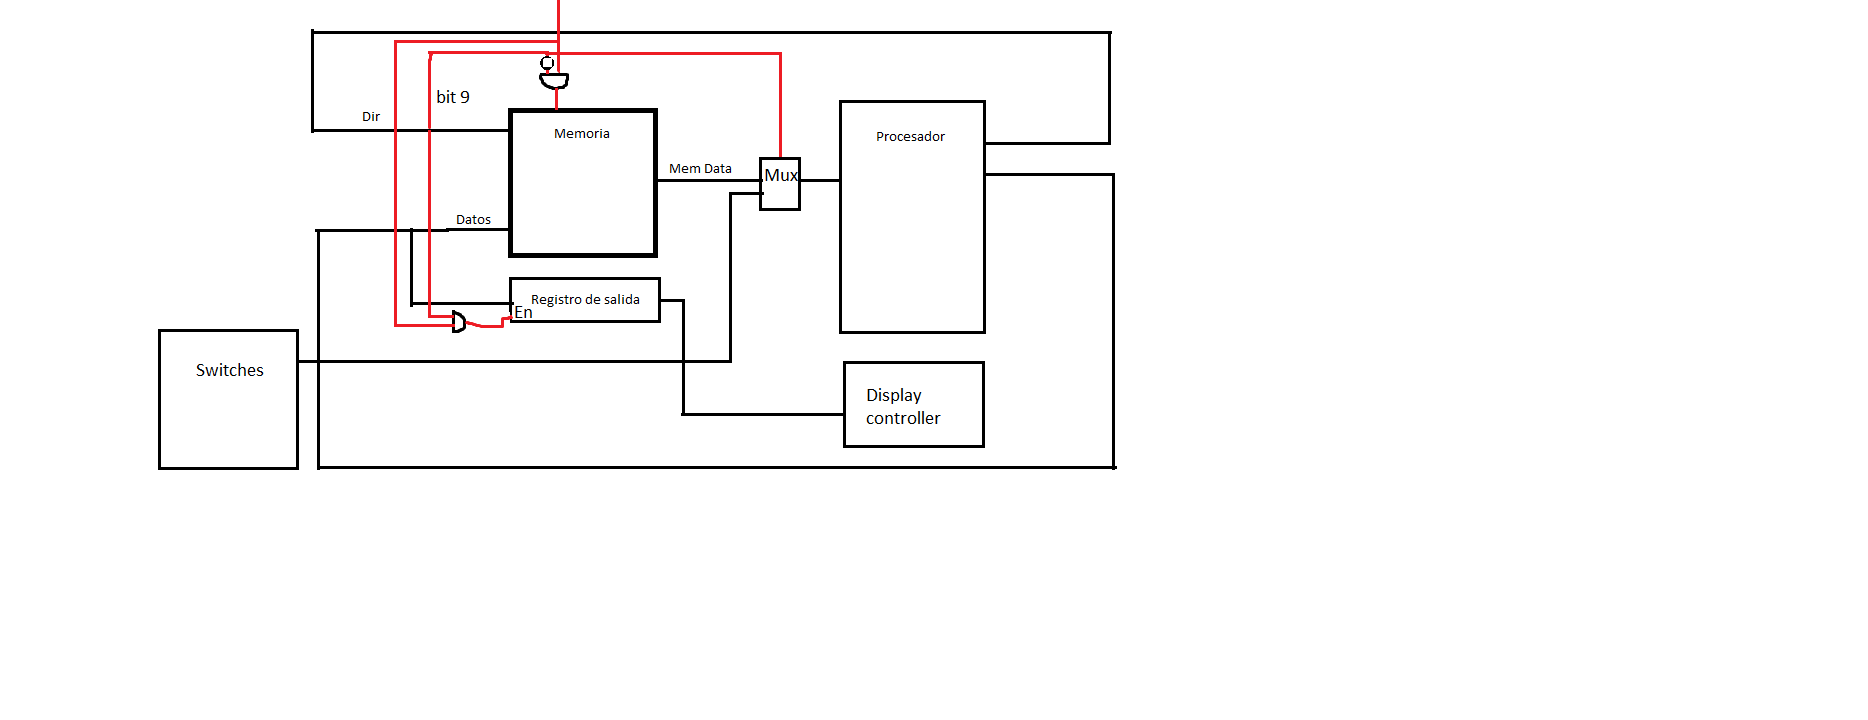 bit 9
Dir
Memoria
Procesador
Mem Data
Mux
Datos
Registro de salida
En
Switches
Display
controller